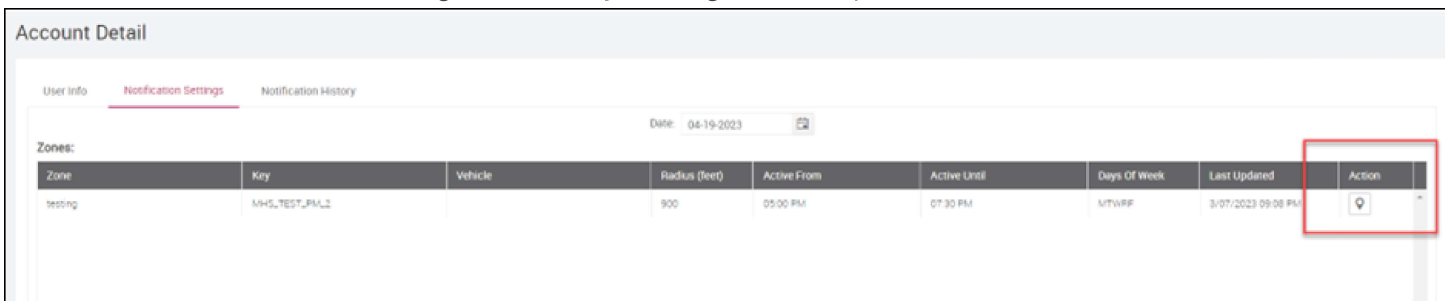 Account Detail
User Info Notification Settings Notification History
Date: 04-19-2023
Zones:
Zone Key Vehicle Radius (feet) Active From Active Until Days Of Week Last Updated Action
testing MHS_TEST_PM_2 900 05:00 PM 07:30 PM MTWRF 3/07/2023 09:08 PM